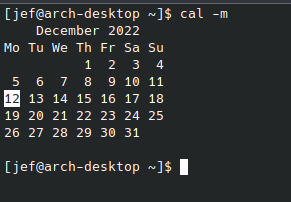 [jef@arch-desktop ~]$ cal -m
    December 2022
Mo Tu We Th Fr Sa Su
          1  2  3  4
 5  6  7  8  9 10 11
12 13 14 15 16 17 18
19 20 21 22 23 24 25
26 27 28 29 30 31
[jef@arch-desktop ~]$